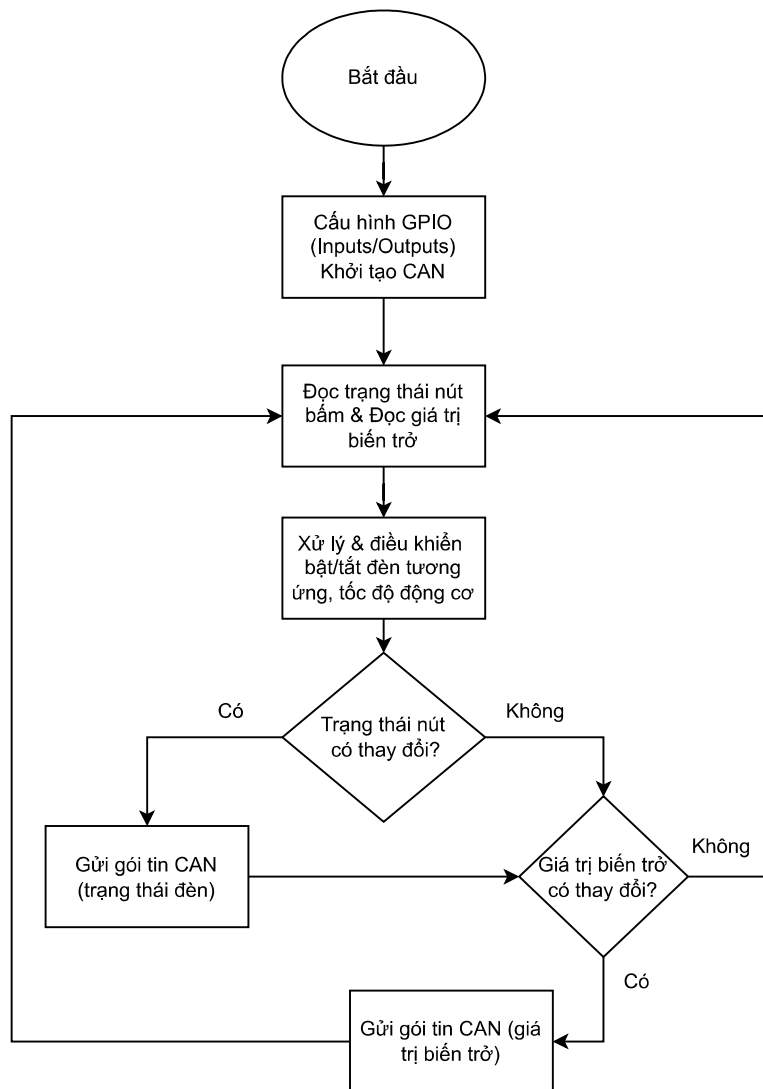 Bắt đầu
Cấu hình GPIO
(Inputs/Outputs)
Khởi tạo CAN
Đọc trạng thái nút
bấm & Đọc giá trị
biến trở
Xử lý & điều khiển
bật/tắt đèn tương
ứng, tốc độ động cơ
Có
Không
Trạng thái nút
có thay đổi?
Gửi gói tin CAN
(trạng thái đèn)
Giá trị biến trở
có thay đổi?
Không
Có
Gửi gói tin CAN (giá
trị biến trở)